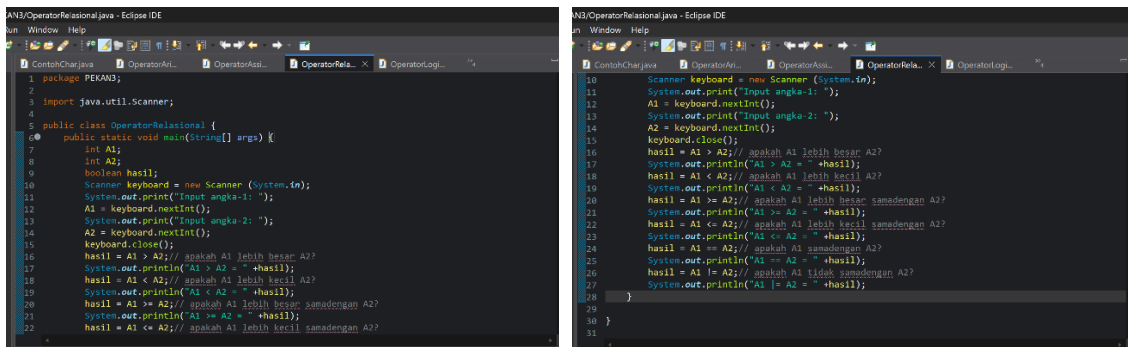 KAN3/OperatorRelasional.java - Eclipse IDE
Run Window Help
ContohChar.java OperatorAri... OperatorAssi... OperatorRela... OperatorLogi...
1 package PEKAN3;
2
3 import java.util.Scanner;
4
5 public class OperatorRelasional {
6 public static void main(String[] args) {
7 int A1;
8 int A2;
9 boolean hasil;
10 Scanner keyboard = new Scanner (System.in);
11 System.out.print("Input angka-1: ");
12 A1 = keyboard.nextInt();
13 System.out.print("Input angka-2: ");
14 A2 = keyboard.nextInt();
15 keyboard.close();
16 hasil = A1 > A2;// apakah A1 lebih besar A2?
17 System.out.println("A1 > A2 = " +hasil);
18 hasil = A1 < A2;// apakah A1 lebih kecil A2?
19 System.out.println("A1 < A2 = " +hasil);
20 hasil = A1 >= A2;// apakah A1 lebih besar samadengan A2?
21 System.out.println("A1 >= A2 = " +hasil);
22 hasil = A1 <= A2;// apakah A1 lebih kecil samadengan A2?
AN3/OperatorRelasional.java - Eclipse IDE
un Window Help
ContohChar.java OperatorAri... OperatorAssi... OperatorRela... OperatorLogi...
10 Scanner keyboard = new Scanner (System.in);
11 System.out.print("Input angka-1: ");
12 A1 = keyboard.nextInt();
13 System.out.print("Input angka-2: ");
14 A2 = keyboard.nextInt();
15 keyboard.close();
16 hasil = A1 > A2;// apakah A1 lebih besar A2?
17 System.out.println("A1 > A2 = " +hasil);
18 hasil = A1 < A2;// apakah A1 lebih kecil A2?
19 System.out.println("A1 < A2 = " +hasil);
20 hasil = A1 >= A2;// apakah A1 lebih besar samadengan A2?
21 System.out.println("A1 >= A2 = " +hasil);
22 hasil = A1 <= A2;// apakah A1 lebih kecil samadengan A2?
23 System.out.println("A1 <= A2 = " +hasil);
24 hasil = A1 == A2;// apakah A1 samadengan A2?
25 System.out.println("A1 == A2 = " +hasil);
26 hasil = A1 != A2;// apakah A1 tidak samadengan A2?
27 System.out.println("A1 |= A2 = " +hasil);
28 }
29
30 }
31